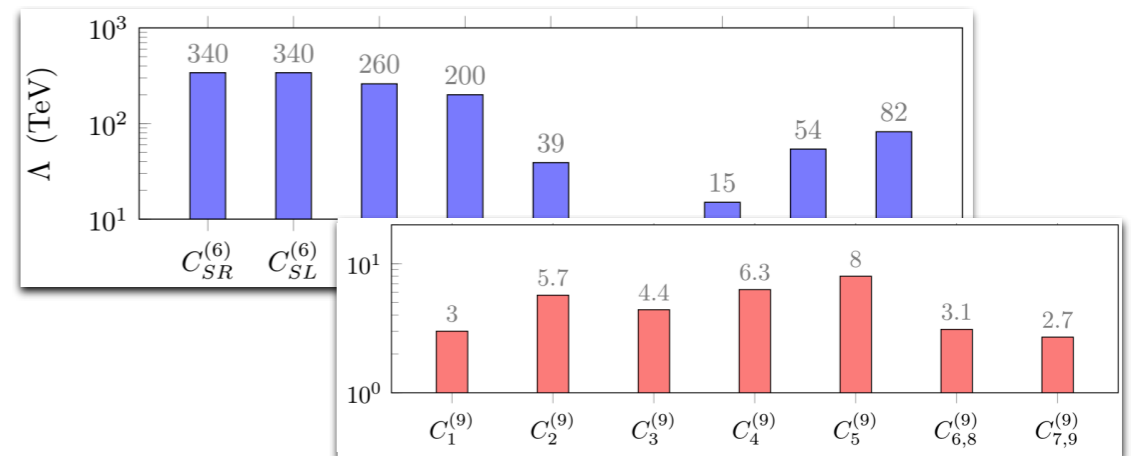 10^3
340 340 260 200 39 15 54 82
Λ (TeV)
10^2
10^1
C_{SR}^{(6)} C_{SL}^{(6)}
10^1
3 5.7 4.4 6.3 8 3.1 2.7
10^0
C_1^{(9)} C_2^{(9)} C_3^{(9)} C_4^{(9)} C_5^{(9)} C_{6,8}^{(9)} C_{7,9}^{(9)}